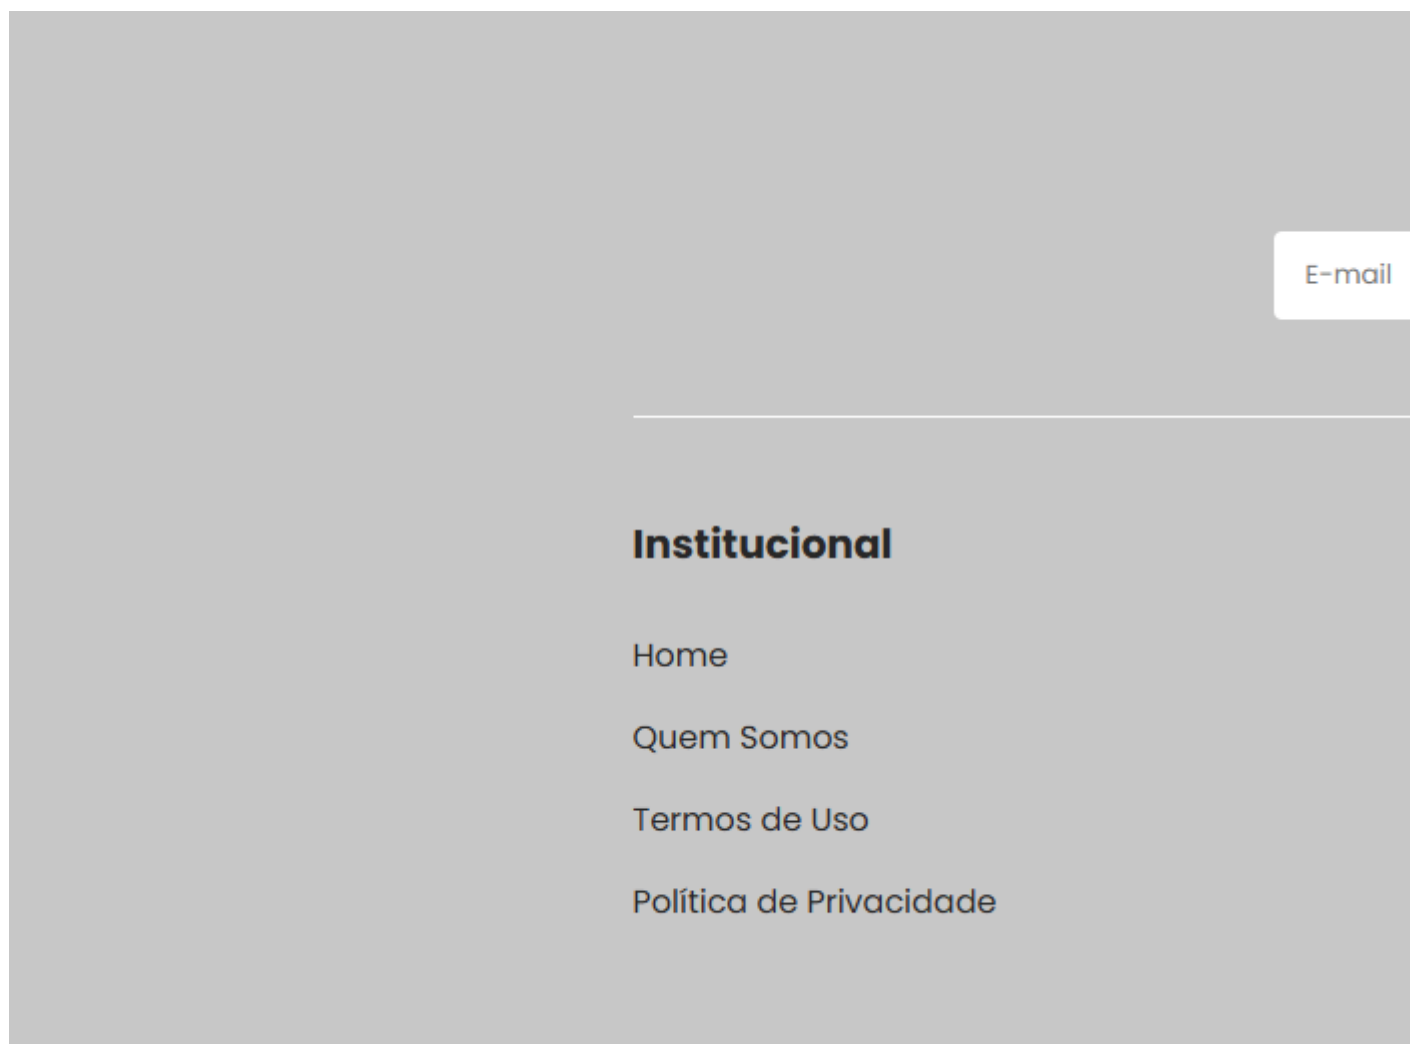 E-mail
Institucional
Home
Quem Somos
Termos de Uso
Política de Privacidade